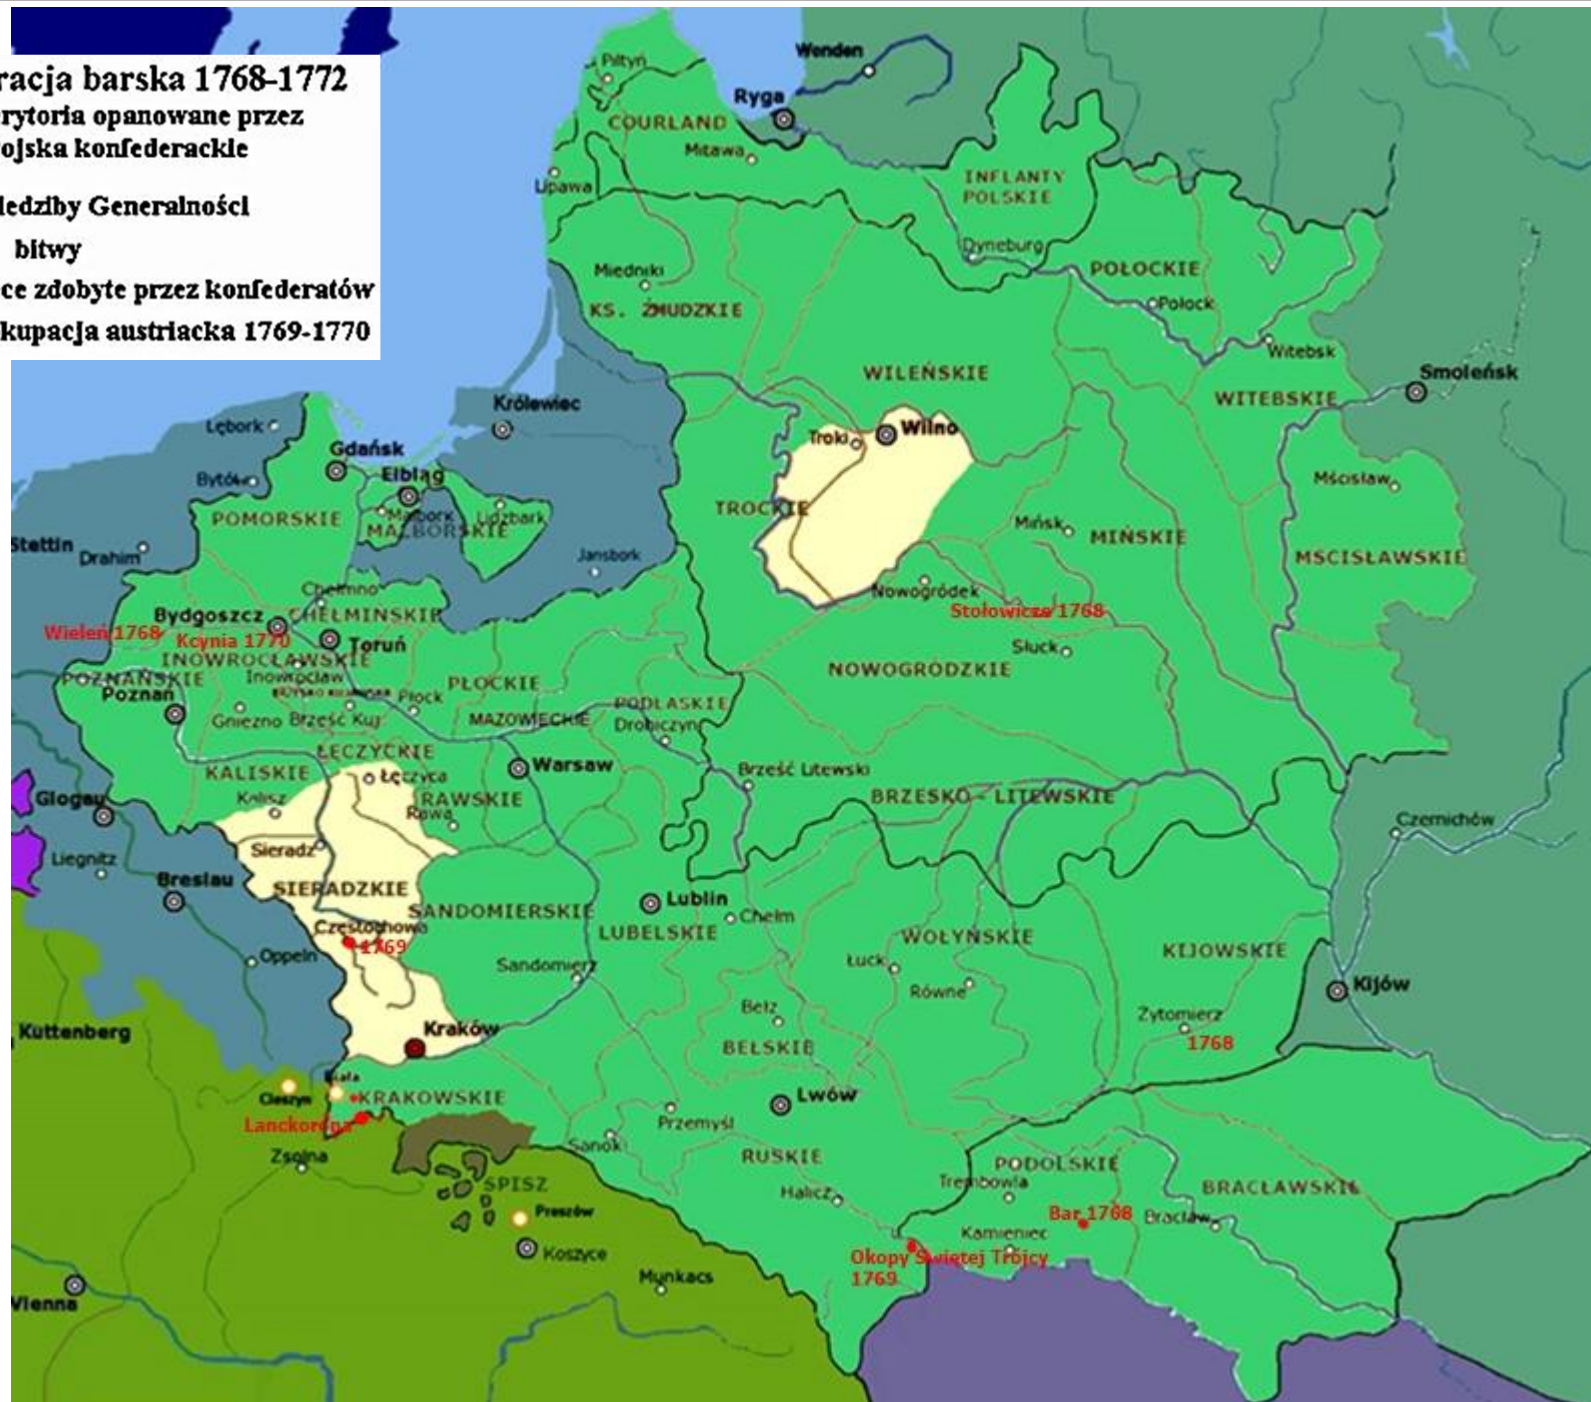 racja barska 1768-1772
rytoria opanowane przez
ojska konfederackie
iedziby Generalności
bitwy
ce zdobyte przez konfederatów
kupacja austriacka 1769-1770
Piltyń
Wenden
Ryga
COURLAND
Mitawa
Lipawa
INFLANTY
POLSKIE
Dyneburg
Miedniki
KS. ŻMUDZKIE
POŁOCKIE
Połock
Witebsk
WILEŃSKIE
WITEBSKIE
Smoleńsk
Królewiec
Lębork
Gdańsk
Bytów
Elbląg
Malbork
Lidzbark
MALBORSKIE
POMORSKIE
Troki
Wilno
TROCKIE
Mścisław
Mińsk
MIŃSKIE
MSCISŁAWSKIE
Stettin
Drahim
Jansbork
Chełmno
CHEŁMINSKIE
Bydgoszcz
Nowogródek
Stołowicze 1768
Wieleń 1768
Kcynia 1770
Toruń
Słuck
INOWROCŁAWSKIE
NOWOGRÓDZKIE
POZNAŃSKIE
Inowrocław
PŁOCKIE
Poznań
Płock
Gniezno
Brześć Kuj
MAZOWIECKIE
PODLASKIE
Drohiczyn
ŁĘCZYCKIE
Warsaw
KALISKIE
Łęczyca
Brześć Litewski
Glogau
Kalisz
RAWSKIE
Rawa
BRZESKO - LITEWSKIE
Czernichów
Liegnitz
Sieradz
Breslau
SIERADZKIE
SANDOMIERSKIE
Lublin
Chełm
LUBELSKIE
WOŁYŃSKIE
KIJOWSKIE
Częstochowa
1769
Oppeln
Sandomierz
Łuck
Równe
Kijów
Bełz
Zytomierz
1768
Kuttenberg
Kraków
BEŁSKIE
Biała
Cieszyn
KRAKOWSKIE
Lwów
Lanckorona
Przemyśl
Sanok
Zsolna
RUSKIE
PODOLSKIE
Trembowla
SPISZ
Halicz
BRACŁAWSKIE
Preszów
Bar 1768
Bracław
Koszyce
Kamieniec
Okopy Świętej Trójcy
1769
Munkacs
Vienna